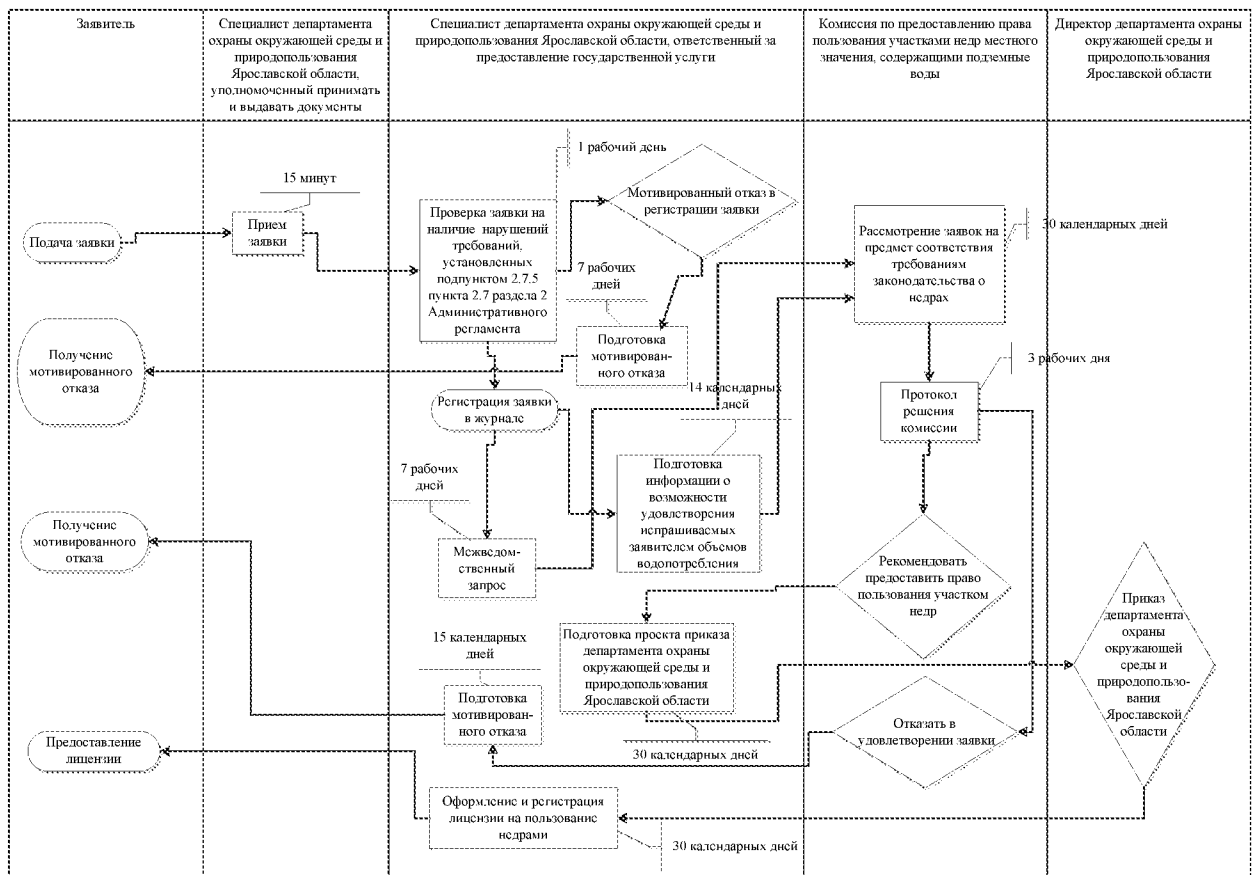 Заявитель
Специалист департамента
охраны окружающей среды и
природопользования
Ярославской области,
уполномоченный принимать
и выдавать документы
Специалист департамента охраны окружающей среды и
природопользования Ярославской области, ответственный за
предоставление государственной услуги
Комиссия по предоставлению права
пользования участками недр местного
значения, содержащими подземные
воды
Директор департамента охраны
окружающей среды и
природопользования
Ярославской области
1 рабочий день
15 минут
Подача заявки
Прием
заявки
Проверка заявки на
наличие нарушений
требований,
установленных
подпунктом 2.7.5
пункта 2.7 раздела 2
Административного
регламента
Мотивированный отказ в
регистрации заявки
Рассмотрение заявок на
предмет соответствия
требованиям
законодательства о
недрах
30 календарных дней
7 рабочих
дней
Получение
мотивированного
отказа
Подготовка
мотивирован-
ного отказа
3 рабочих дня
14 календарных
дней
Регистрация заявки
в журнале
Протокол
решения
комиссии
7 рабочих
дней
Подготовка
информации о
возможности
удовлетворения
испрашиваемых
заявителем объемов
водопотребления
Получение
мотивированного
отказа
Межведом-
ственный
запрос
Рекомендовать
предоставить право
пользования участком
недр
Приказ
департамента
охраны
окружающей
среды и
природопользо-
вания
Ярославской
области
15 календарных
дней
Подготовка проекта приказа
департамента охраны
окружающей среды и
природопользования
Ярославской области
Подготовка
мотивирован-
ного отказа
Отказать в
удовлетворении заявки
Предоставление
лицензии
30 календарных дней
Оформление и регистрация
лицензии на пользование
недрами
30 календарных дней